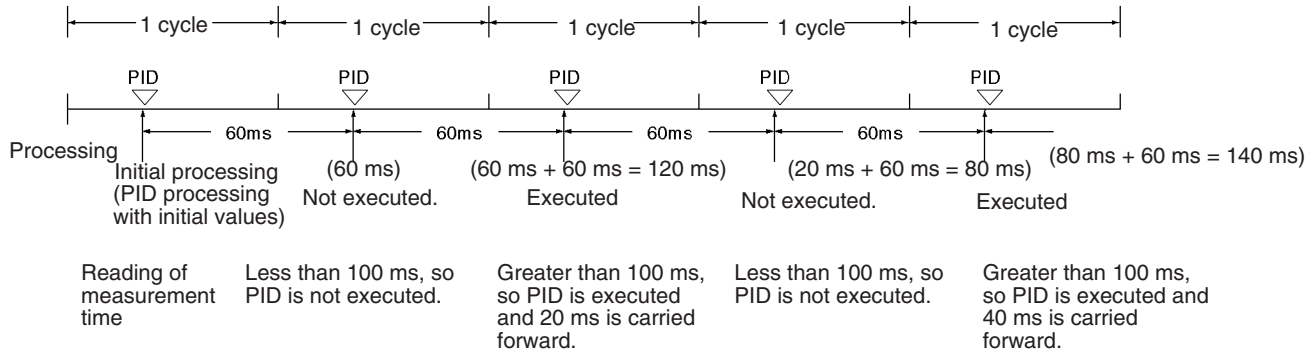 1 cycle 1 cycle 1 cycle 1 cycle 1 cycle
PID PID PID PID PID
60ms 60ms 60ms 60ms
Processing
Initial processing
(PID processing
with initial values)
(60 ms)
Not executed.
(60 ms + 60 ms = 120 ms)
Executed
(20 ms + 60 ms = 80 ms)
Not executed.
(80 ms + 60 ms = 140 ms)
Executed
Reading of
measurement
time
Less than 100 ms, so
PID is not executed.
Greater than 100 ms,
so PID is executed
and 20 ms is carried
forward.
Less than 100 ms, so
PID is not executed.
Greater than 100 ms,
so PID is executed and
40 ms is carried
forward.